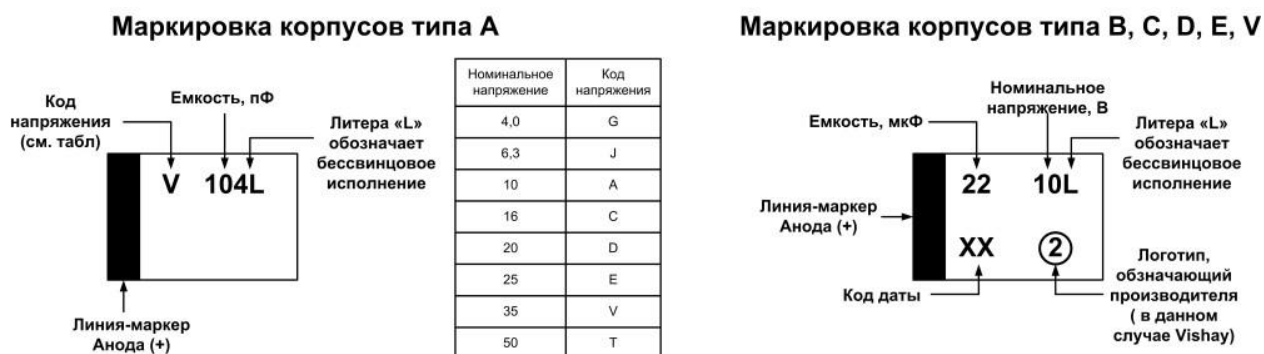 Маркировка корпусов типа А
Код
напряжения
(см. табл)
Емкость, пФ
Литера «L»
обозначает
бессвинцовое
исполнение
V 104L
Линия-маркер
Анода (+)
Номинальное напряжение Код напряжения
4,0 G
6,3 J
10 A
16 C
20 D
25 E
35 V
50 T
Маркировка корпусов типа B, C, D, E, V
Емкость, мкФ
Номинальное
напряжение, В
Литера «L»
обозначает
бессвинцовое
исполнение
22 10L
Линия-маркер
Анода (+)
XX 2
Код даты
Логотип,
обзначающий
производителя
( в данном
случае Vishay)